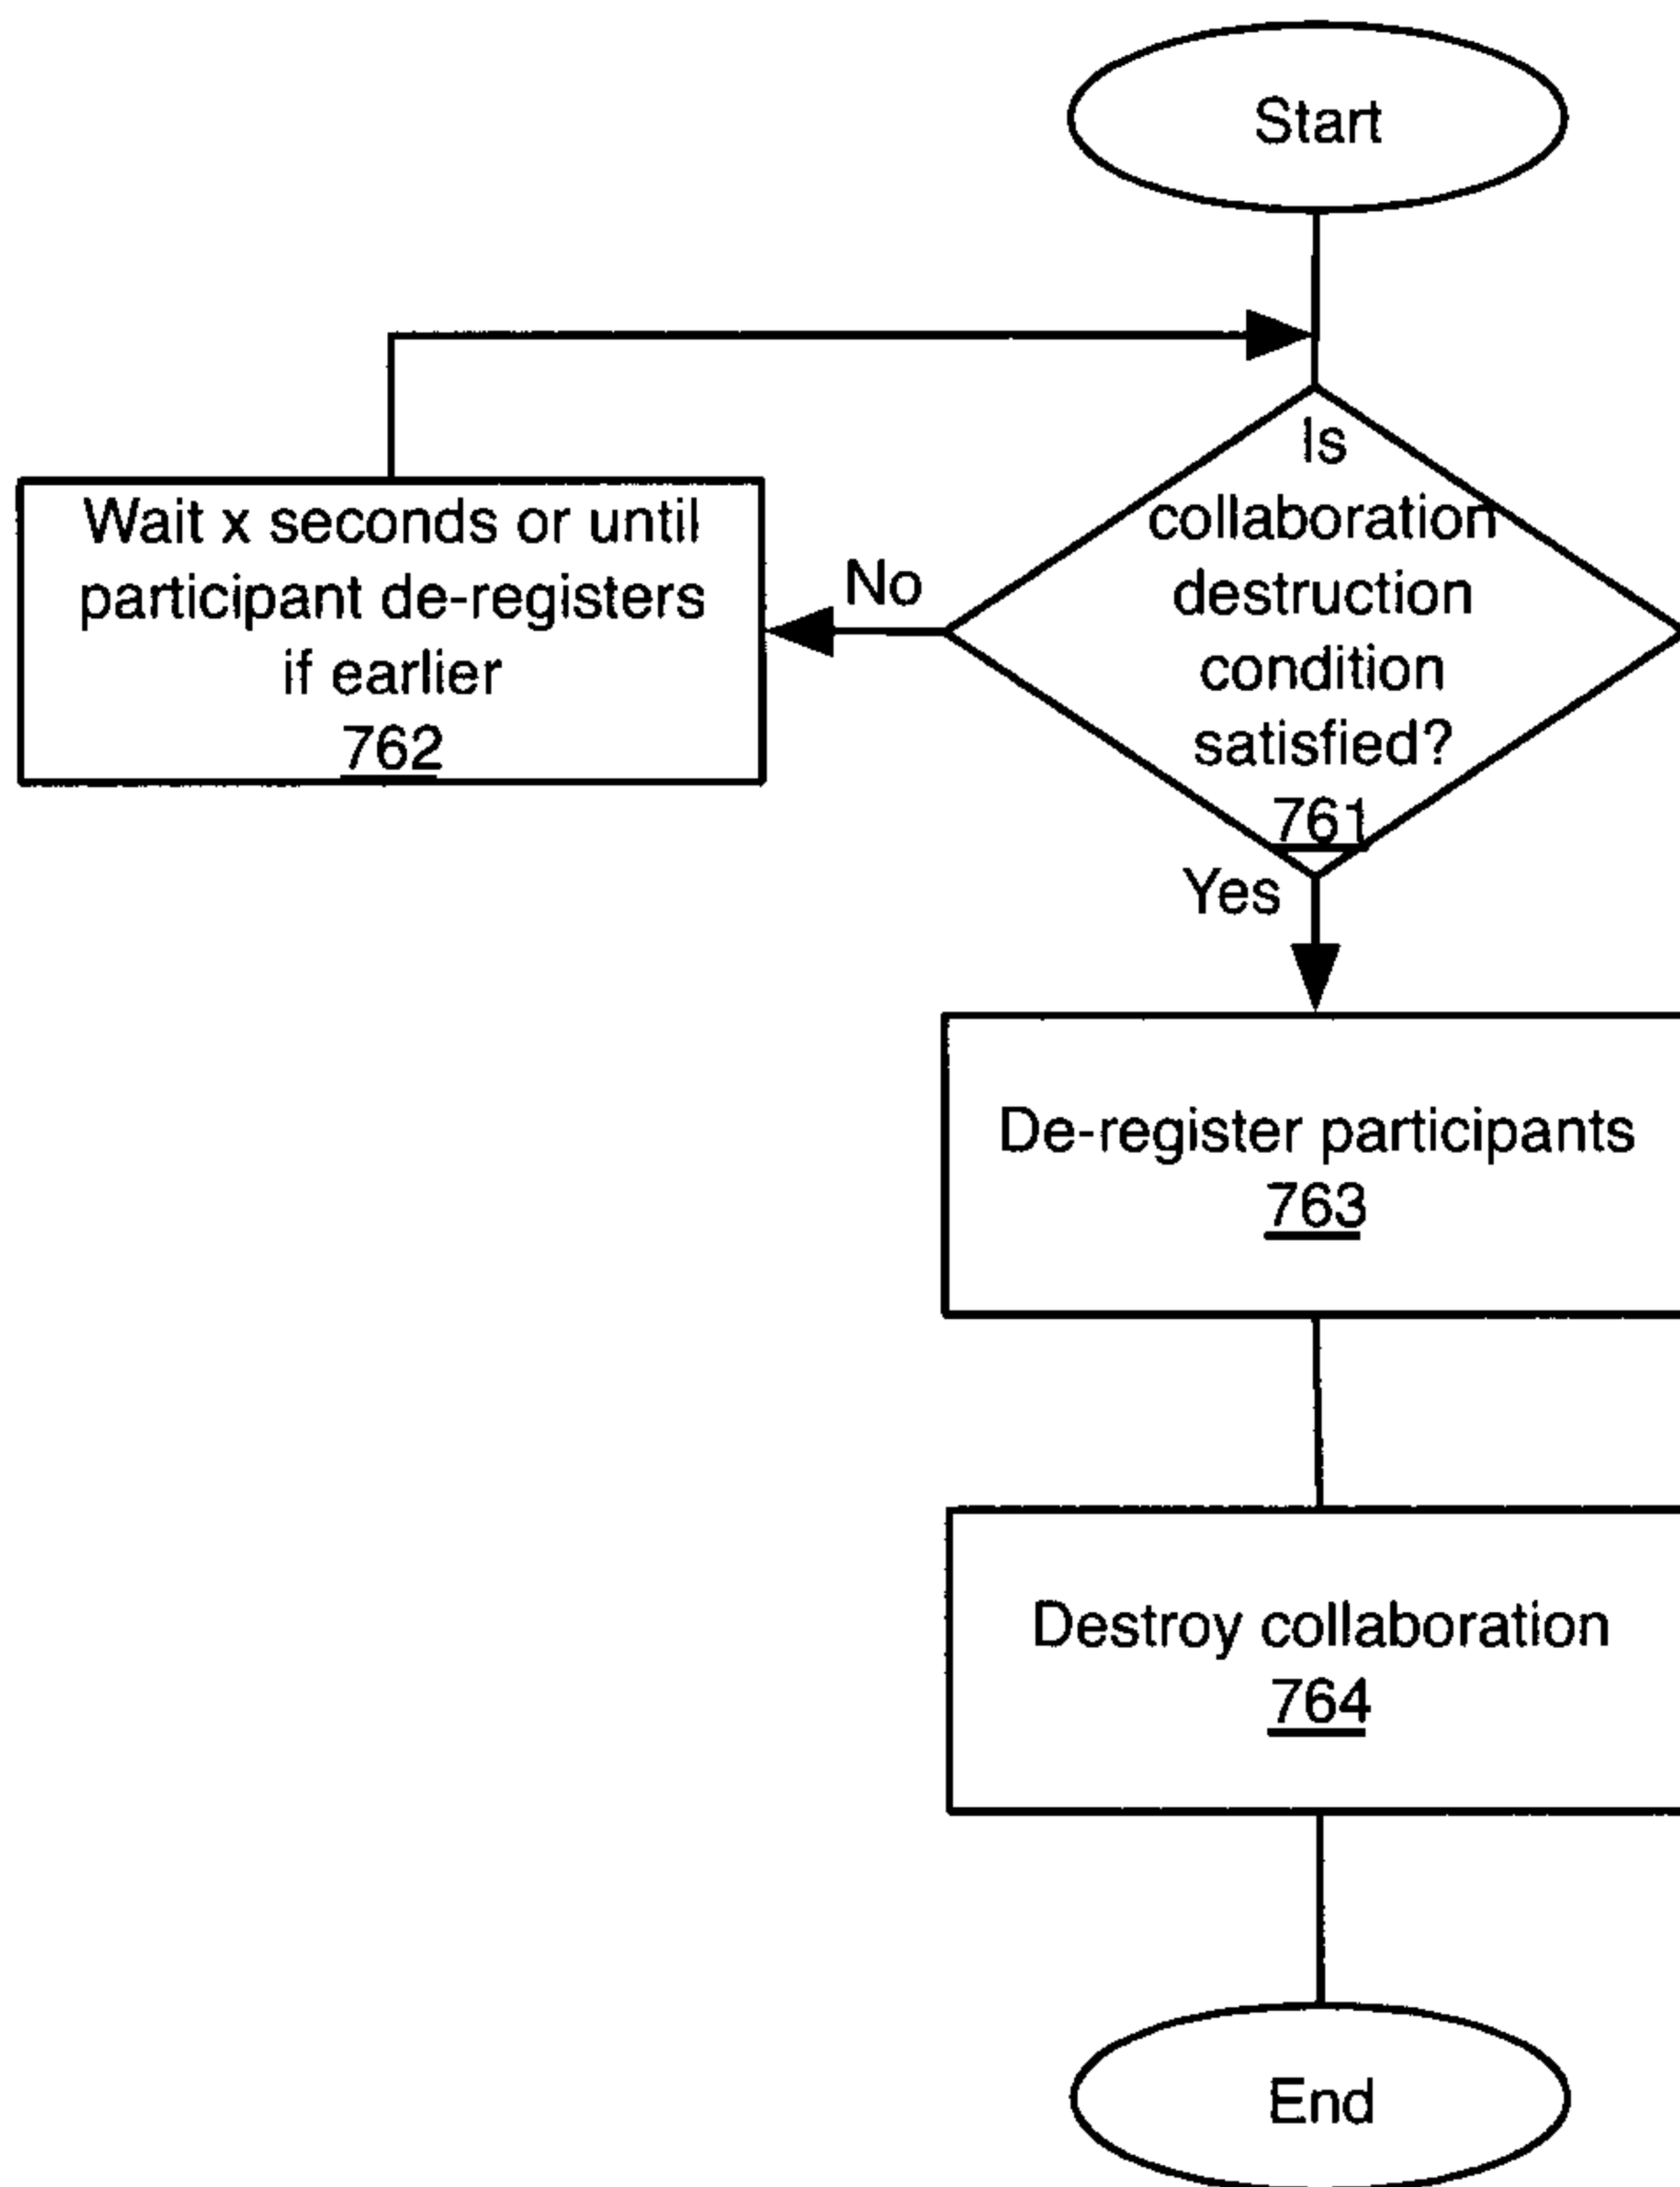 Start
Is
collaboration
destruction
condition
satisfied?
761
No
Wait x seconds or until
participant de-registers
if earlier
762
Yes
De-register participants
763
Destroy collaboration
764
End